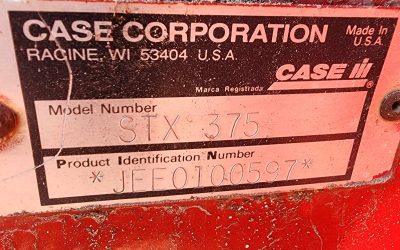 CASE CORPORATION
Made in
U.S.A.
RACINE, WI 53404 U.S.A.
CASE IH
®
Marca Registrada
Model Number
STX 375
Product Identification Number
*JEE0100597*